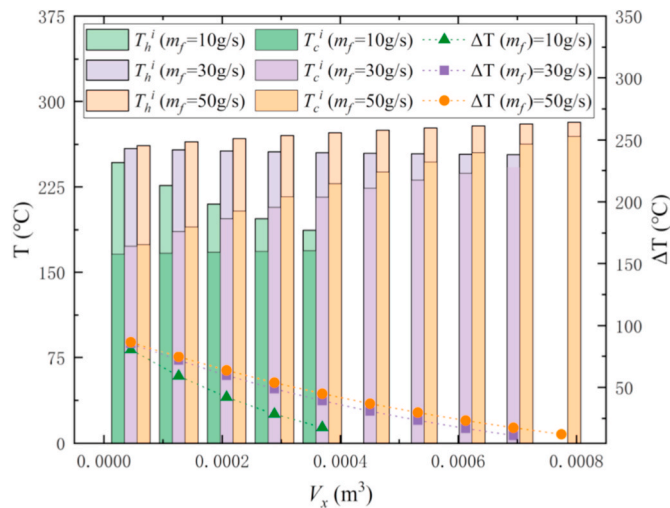 375
300
225
150
75
0
T (℃)
T_h^i (m_f=10g/s) T_c^i (m_f=10g/s) ΔT (m_f)=10g/s
T_h^i (m_f=30g/s) T_c^i (m_f=30g/s) ΔT (m_f)=30g/s
T_h^i (m_f=50g/s) T_c^i (m_f=50g/s) ΔT (m_f)=50g/s
350
300
250
200
150
100
50
ΔT (℃)
0.0000 0.0002 0.0004 0.0006 0.0008
V_x (m³)